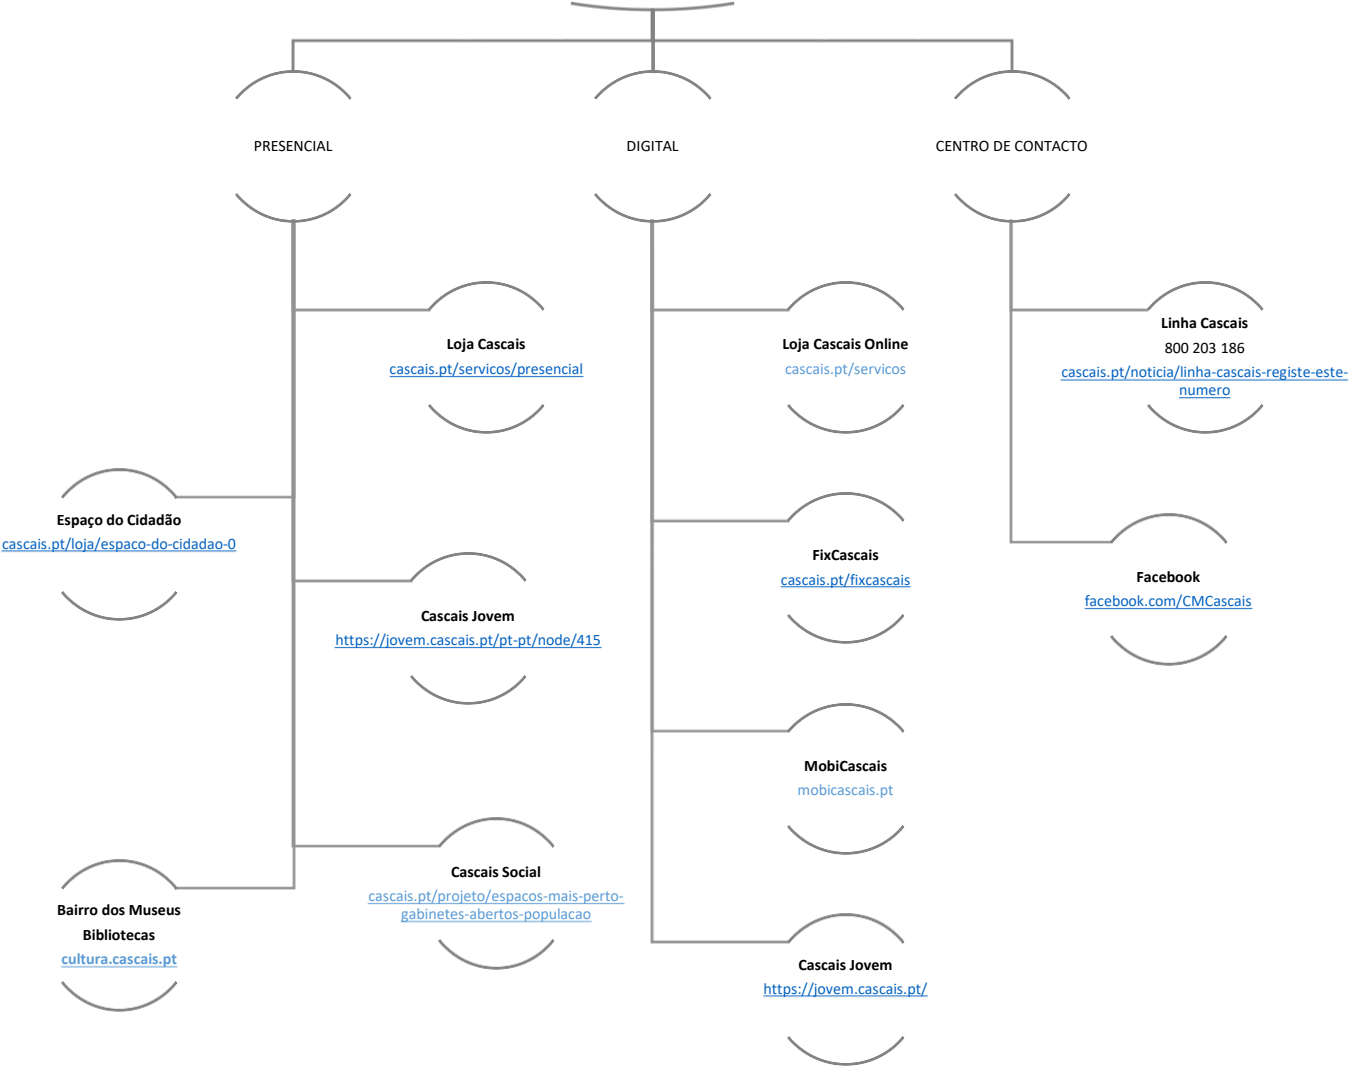 PRESENCIAL
DIGITAL
CENTRO DE CONTACTO
Loja Cascais
cascais.pt/servicos/presencial
Espaço do Cidadão
cascais.pt/loja/espaco-do-cidadao-0
Cascais Jovem
https://jovem.cascais.pt/pt-pt/node/415
Cascais Social
cascais.pt/projeto/espacos-mais-perto-
gabinetes-abertos-populacao
Bairro dos Museus
Bibliotecas
cultura.cascais.pt
Loja Cascais Online
cascais.pt/servicos
FixCascais
cascais.pt/fixcascais
MobiCascais
mobicascais.pt
Cascais Jovem
https://jovem.cascais.pt/
Linha Cascais
800 203 186
cascais.pt/noticia/linha-cascais-registe-este-
numero
Facebook
facebook.com/CMCascais